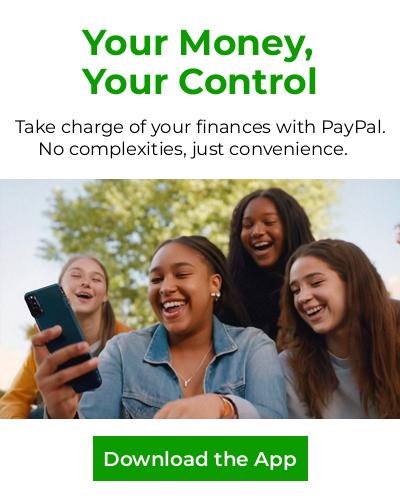 Your Money,
Your Control
Take charge of your finances with PayPal.
No complexities, just convenience.
Download the App